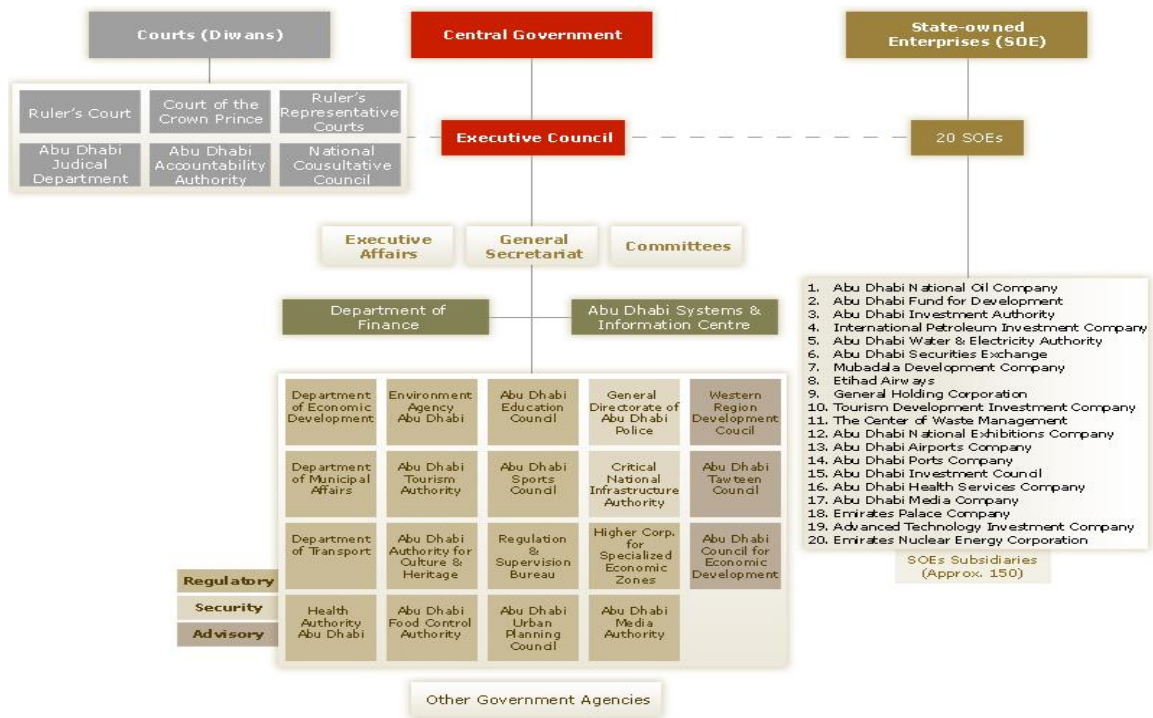 Courts (Diwans)
Central Government
State-owned
Enterprises (SOE)
Ruler's Court
Court of the
Crown Prince
Ruler's
Representative
Courts
Abu Dhabi
Judical
Department
Abu Dhabi
Accountability
Authority
National
Cousultative
Council
Executive Council
20 SOEs
Executive
Affairs
General
Secretariat
Committees
Department of
Finance
Abu Dhabi Systems &
Information Centre
Department
of Economic
Development
Environment
Agency
Abu Dhabi
Abu Dhabi
Education
Council
General
Directorate of
Abu Dhabi
Police
Western
Region
Development
Coucil
Department
of Municipal
Affairs
Abu Dhabi
Tourism
Authority
Abu Dhabi
Sports
Council
Critical
National
Infrastructure
Authority
Abu Dhabi
Tawteen
Council
Department
of Transport
Abu Dhabi
Authority for
Culture &
Heritage
Regulation
&
Supervision
Bureau
Higher Corp.
for
Specialized
Economic
Zones
Abu Dhabi
Council for
Economic
Development
Health
Authority
Abu Dhabi
Abu Dhabi
Food Control
Authority
Abu Dhabi
Urban
Planning
Council
Abu Dhabi
Media
Authority
Regulatory
Security
Advisory
Other Government Agencies
1. Abu Dhabi National Oil Company
2. Abu Dhabi Fund for Development
3. Abu Dhabi Investment Authority
4. International Petroleum Investment Company
5. Abu Dhabi Water & Electricity Authority
6. Abu Dhabi Securities Exchange
7. Mubadala Development Company
8. Etihad Airways
9. General Holding Corporation
10. Tourism Development Investment Company
11. The Center of Waste Management
12. Abu Dhabi National Exhibitions Company
13. Abu Dhabi Airports Company
14. Abu Dhabi Ports Company
15. Abu Dhabi Investment Council
16. Abu Dhabi Health Services Company
17. Abu Dhabi Media Company
18. Emirates Palace Company
19. Advanced Technology Investment Company
20. Emirates Nuclear Energy Corporation
SOEs Subsidiaries
(Approx. 150)